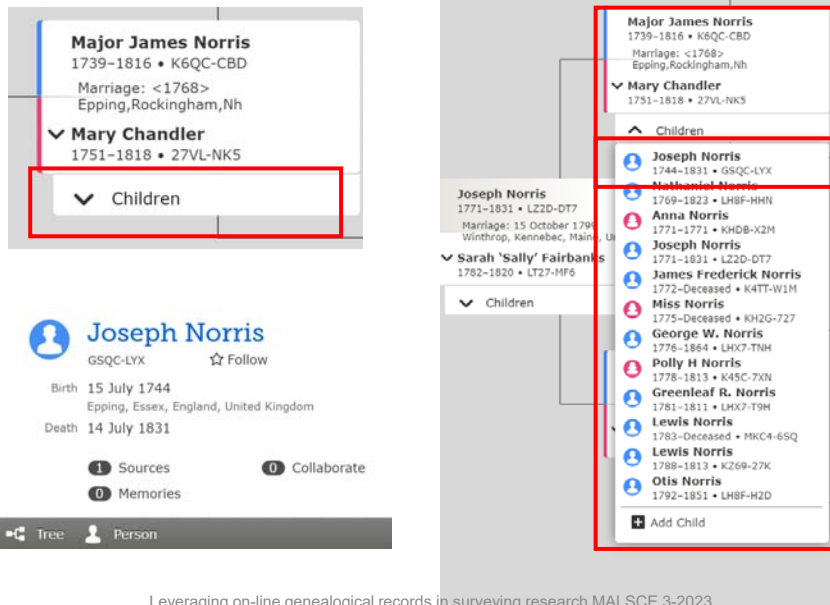 Major James Norris
1739–1816 • K6QC-CBD
Marriage: <1768>
Epping,Rockingham,Nh
Mary Chandler
1751–1818 • 27VL-NK5
Children
Joseph Norris
GSQC-LYX
Follow
Birth 15 July 1744
Epping, Essex, England, United Kingdom
Death 14 July 1831
1 Sources
0 Collaborate
0 Memories
Tree Person
Major James Norris
1739–1816 • K6QC-CBD
Marriage: <1768>
Epping,Rockingham,Nh
Mary Chandler
1751–1818 • 27VL-NK5
Children
Joseph Norris
1771–1831 • LZ2D-DT7
Marriage: 15 October 179
Winthrop, Kennebec, Maine, U
Sarah 'Sally' Fairbanks
1782–1820 • LT27-MF6
Children
Joseph Norris
1744–1831 • GSQC-LYX
Nathaniel Norris
1769–1823 • LH8F-HHN
Anna Norris
1771–1771 • KHDB-X2M
Joseph Norris
1771–1831 • LZ2D-DT7
James Frederick Norris
1772–Deceased • K4TT-W1M
Miss Norris
1775–Deceased • KH2G-727
George W. Norris
1776–1864 • LHX7-TNH
Polly H Norris
1778–1813 • K45C-7XN
Greenleaf R. Norris
1781–1811 • LHX7-T9H
Lewis Norris
1783–Deceased • MKC4-6SQ
Lewis Norris
1788–1813 • KZ69-27K
Otis Norris
1792–1851 • LH8F-H2D
Add Child
Leveraging on-line genealogical records in surveying research MALSCE 3-2023